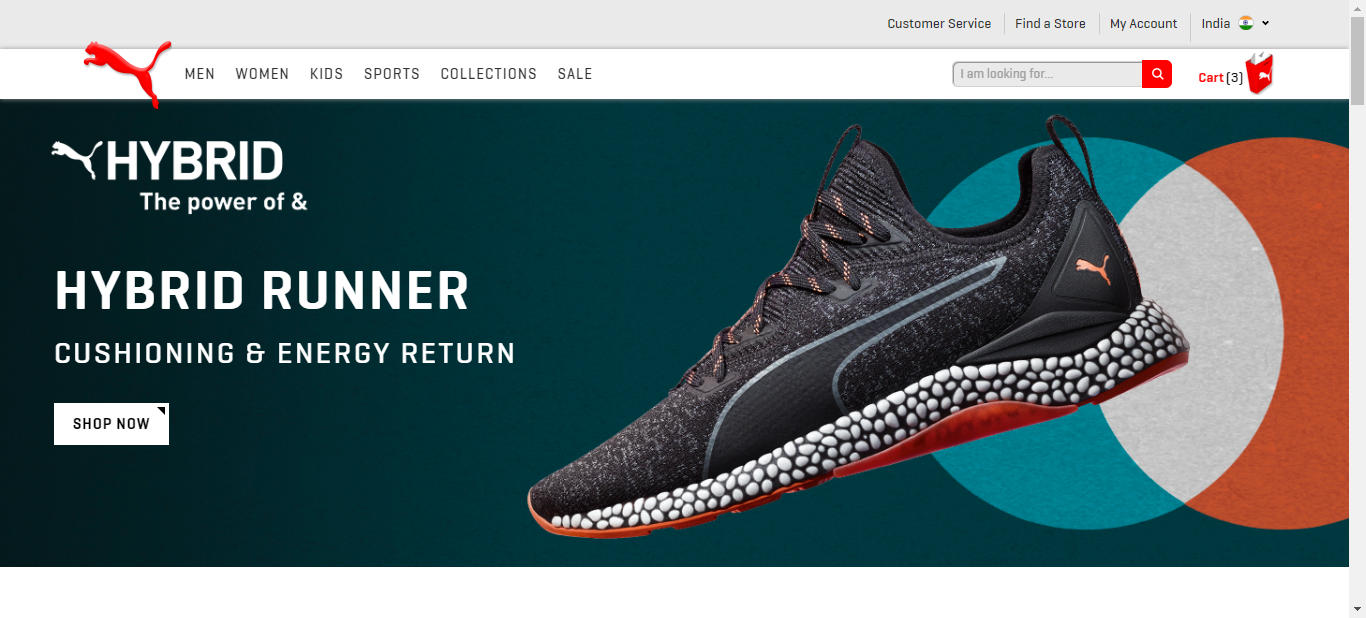 Customer Service Find a Store My Account India
MEN WOMEN KIDS SPORTS COLLECTIONS SALE
I am looking for...
Cart (3)
HYBRID
The power of &
HYBRID RUNNER
CUSHIONING & ENERGY RETURN
SHOP NOW